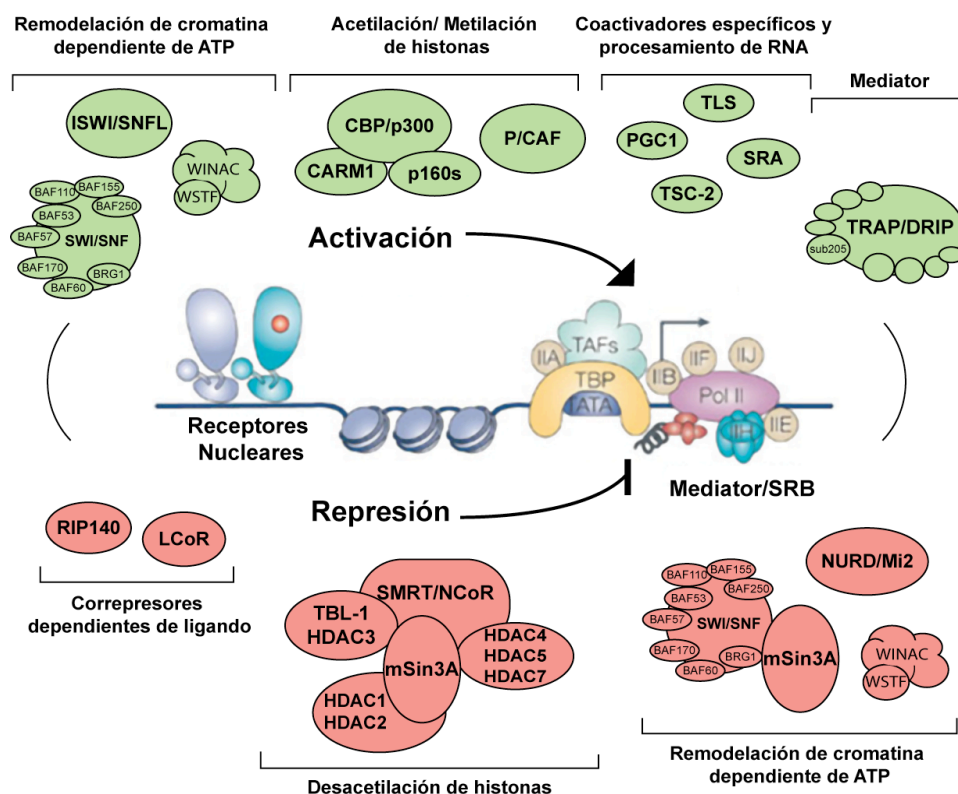 Remodelación de cromatina
dependiente de ATP
Acetilación/ Metilación
de histonas
Coactivadores específicos y
procesamiento de RNA
Mediator
ISWI/SNFL
WINAC
WSTF
BAF110
BAF155
BAF250
BAF53
BAF57
SWI/SNF
BAF170
BRG1
BAF60
CBP/p300
CARM1
p160s
P/CAF
TLS
PGC1
SRA
TSC-2
TRAP/DRIP
sub205
Activación
TAFs
IIA
TBP
ATA
IIB
IIF
IIJ
Pol II
IIH
IIE
Receptores
Nucleares
Mediator/SRB
Represión
RIP140
LCoR
Correpresores
dependientes de ligando
SMRT/NCoR
TBL-1
HDAC3
mSin3A
HDAC4
HDAC5
HDAC7
HDAC1
HDAC2
Desacetilación de histonas
NURD/Mi2
BAF110
BAF155
BAF250
BAF53
BAF57
SWI/SNF
BAF170
BRG1
BAF60
mSin3A
WINAC
WSTF
Remodelación de cromatina
dependiente de ATP